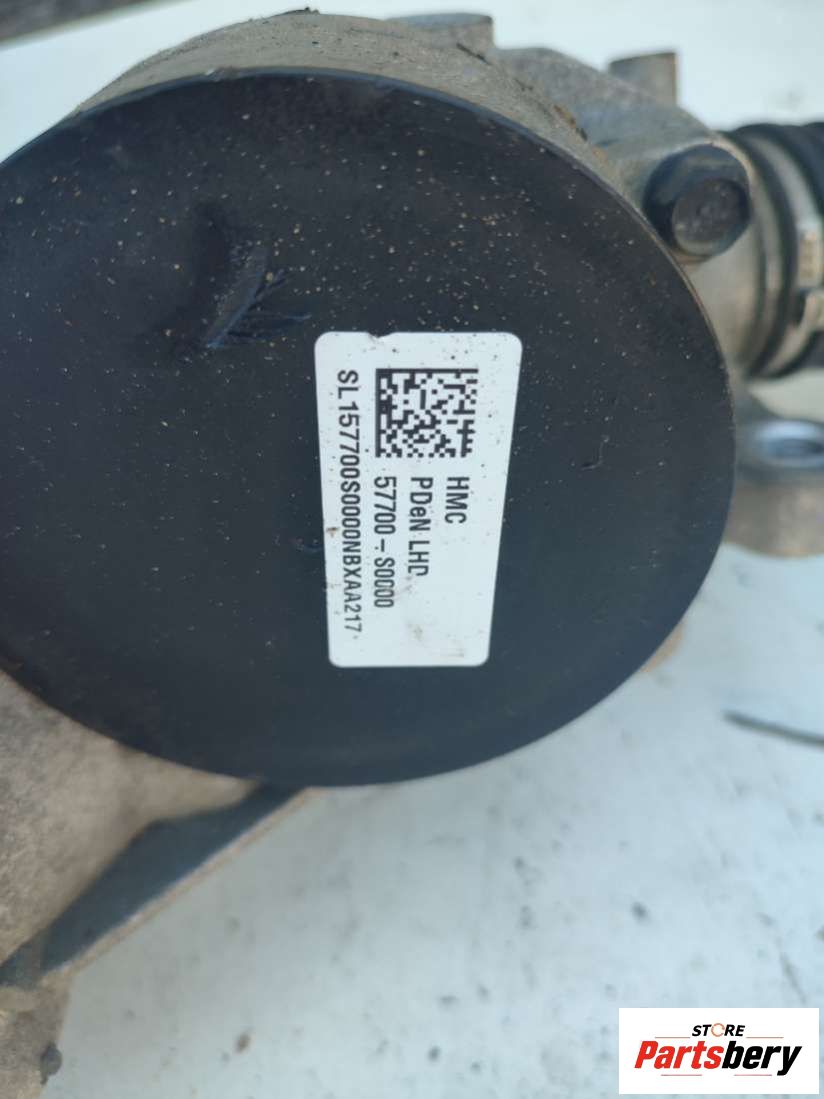 HMC
PDeN LHD
57700-S0000
SL157700S0000NBXAA217
STORE
Partsbery